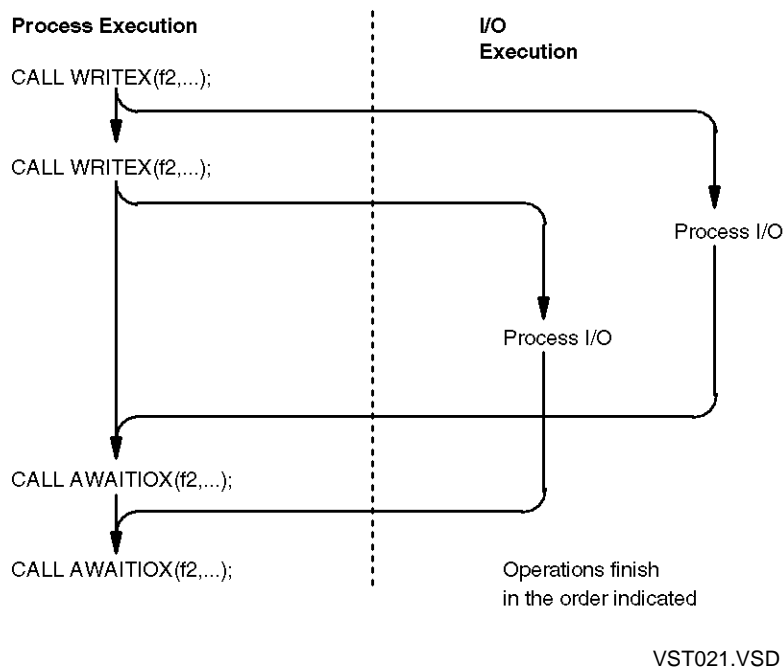 Process Execution
I/O
Execution
CALL WRITEX(f2,...);
CALL WRITEX(f2,...);
Process I/O
Process I/O
CALL AWAITIOX(f2,...);
CALL AWAITIOX(f2,...);
Operations finish
in the order indicated
VST021.VSD